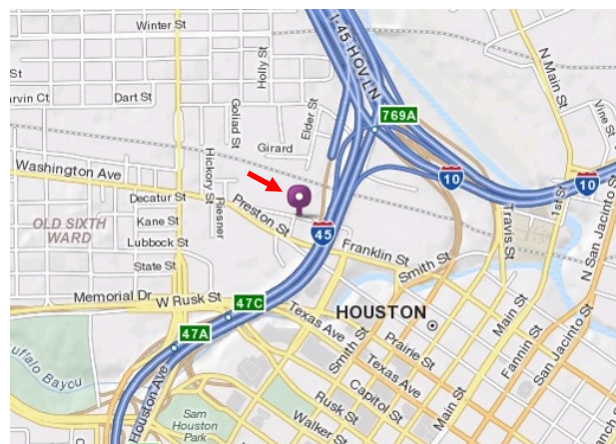 Winter St
I-45 HOV LN
N Main St
Holly St
St
arvin Ct
Dart St
Goliad St
Elder St
769A
Vine St
Girard
Washington Ave
Hickory St
10
10
Decatur St
Riesner
Preston St
1st St
OLD SIXTH
WARD
Kane St
45
Travis St
Lubbock St
Franklin St
N San Jacinto St
State St
Smith St
Memorial Dr
W Rusk St
47C
Texas Ave
HOUSTON
Main St
47A
Prairie St
Fannin St
San Jacinto St
uffalo Bayou
Houston Ave
Smith St
Texas Ave
Capitol St
Main St
Sam
Houston
Park
Rusk St
Walker St